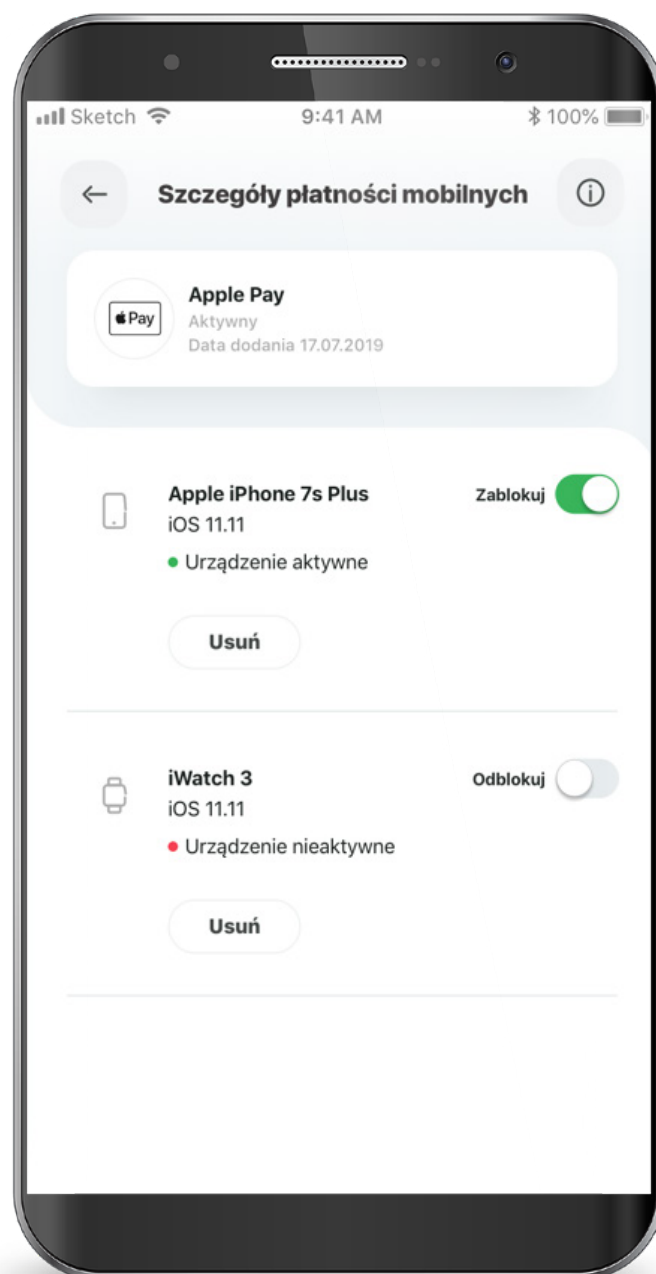 Sketch 9:41 AM 100%
Szczegóły płatności mobilnych
Pay
Apple Pay
Aktywny
Data dodania 17.07.2019
Apple iPhone 7s Plus
Zablokuj
iOS 11.11
Urządzenie aktywne
Usuń
iWatch 3
Odblokuj
iOS 11.11
Urządzenie nieaktywne
Usuń